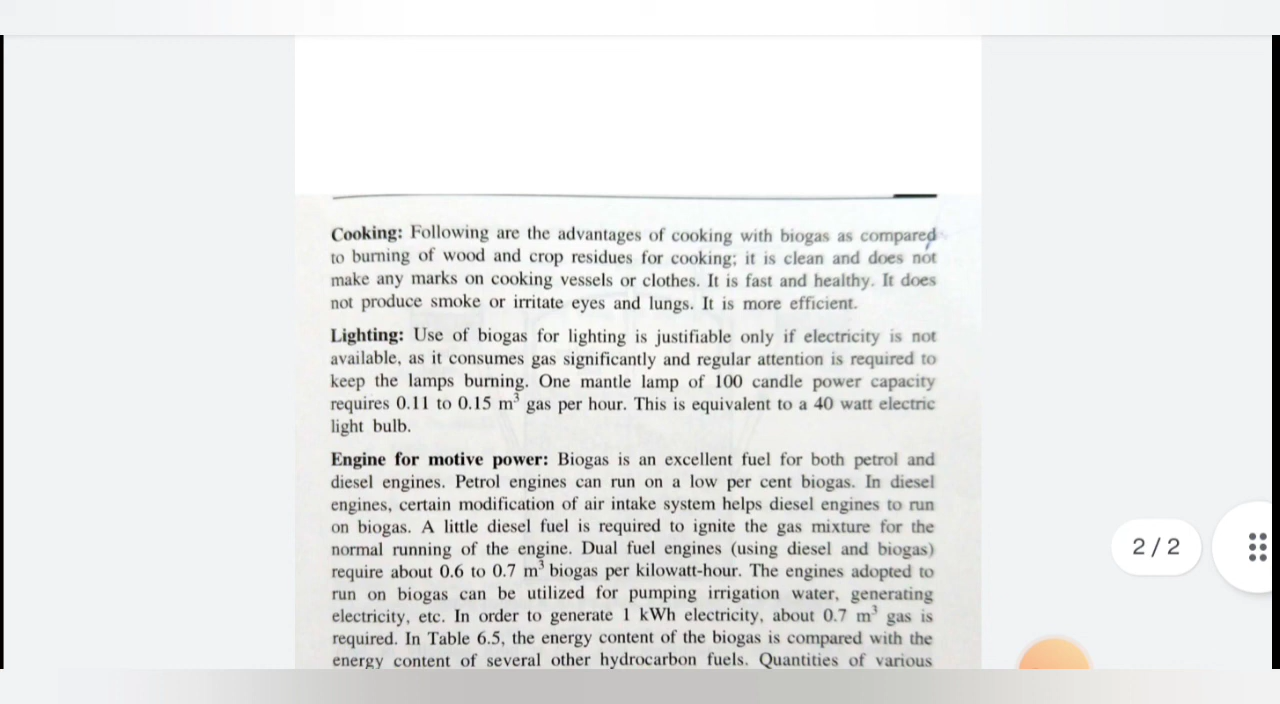 Cooking: Following are the advantages of cooking with biogas as compared
to burning of wood and crop residues for cooking; it is clean and does not
make any marks on cooking vessels or clothes. It is fast and healthy. It does
not produce smoke or irritate eyes and lungs. It is more efficient.
Lighting: Use of biogas for lighting is justifiable only if electricity is not
available, as it consumes gas significantly and regular attention is required to
keep the lamps burning. One mantle lamp of 100 candle power capacity
requires 0.11 to 0.15 m³ gas per hour. This is equivalent to a 40 watt electric
light bulb.
Engine for motive power: Biogas is an excellent fuel for both petrol and
diesel engines. Petrol engines can run on a low per cent biogas. In diesel
engines, certain modification of air intake system helps diesel engines to run
on biogas. A little diesel fuel is required to ignite the gas mixture for the
normal running of the engine. Dual fuel engines (using diesel and biogas)
require about 0.6 to 0.7 m³ biogas per kilowatt-hour. The engines adopted to
run on biogas can be utilized for pumping irrigation water, generating
electricity, etc. In order to generate 1 kWh electricity, about 0.7 m³ gas is
required. In Table 6.5, the energy content of the biogas is compared with the
energy content of several other hydrocarbon fuels. Quantities of various
2 / 2